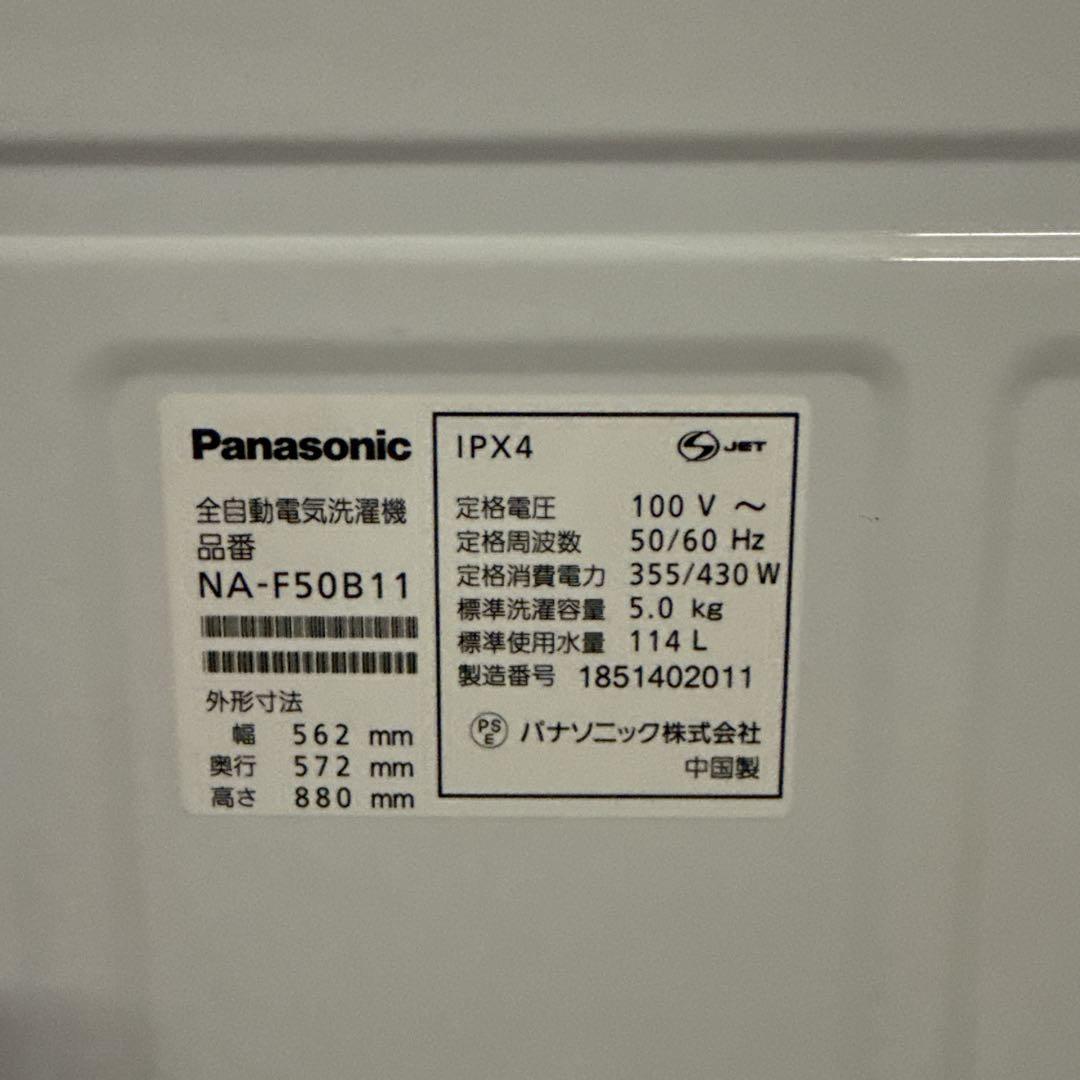 Panasonic
全自動電気洗濯機
品番
NA-F50B11
外形寸法
幅 562 mm
奥行 572 mm
高さ 880 mm
IPX4
S JET
定格電圧 100 V ～
定格周波数 50/60 Hz
定格消費電力 355/430 W
標準洗濯容量 5.0 kg
標準使用水量 114 L
製造番号 1851402011
PSE パナソニック株式会社
中国製